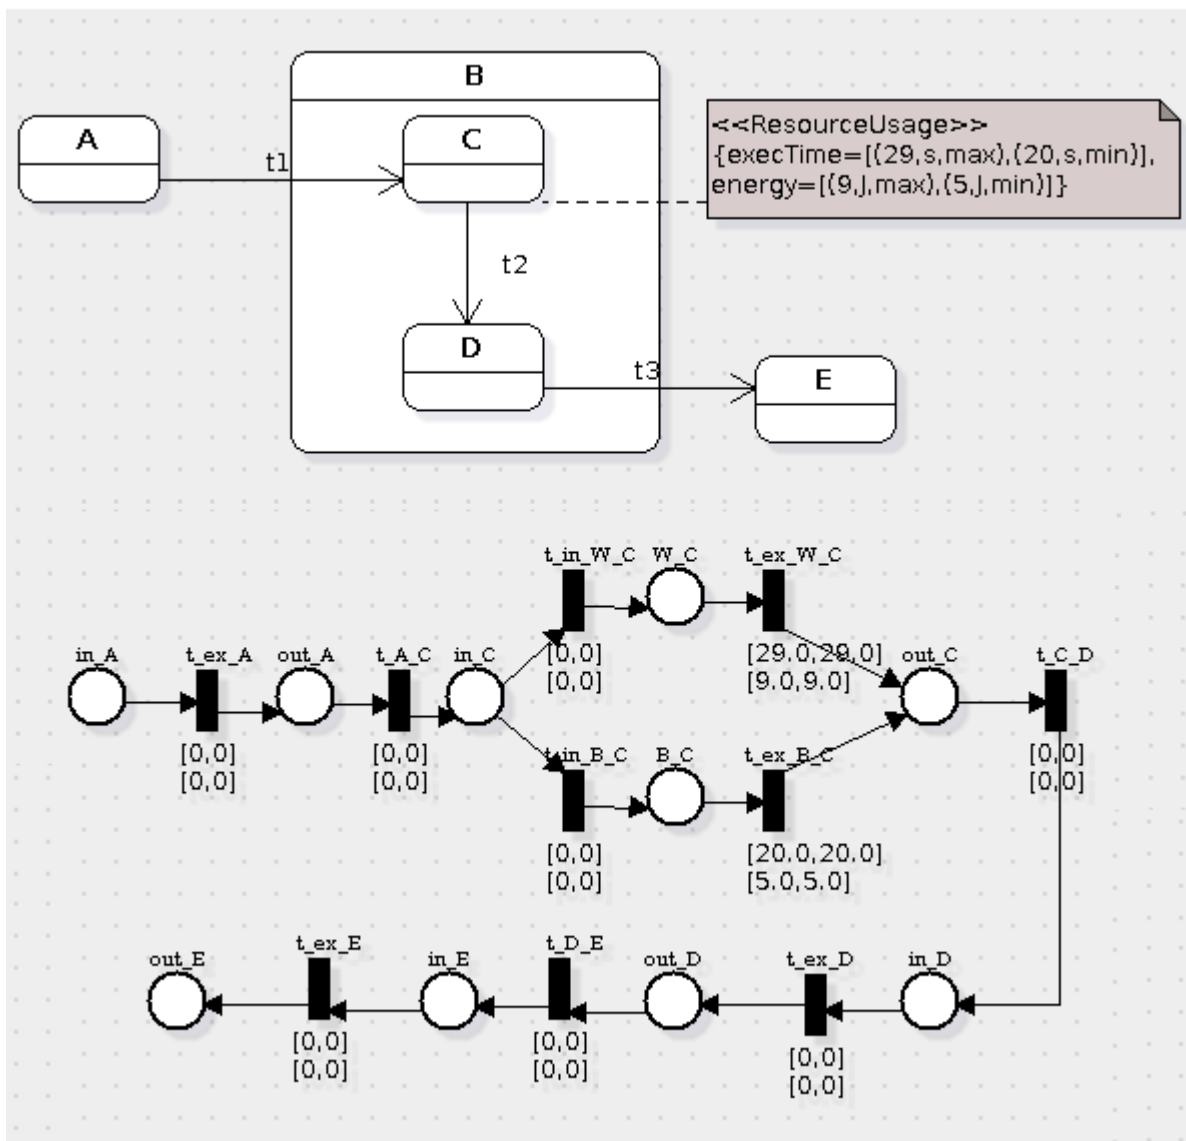 B
A
C
t1
<<ResourceUsage>>
{execTime=[(29,s,max),(20,s,min)],
energy=[(9,J,max),(5,J,min)]}
t2
D
t3
E
t_in_W_C W_C t_ex_W_C
[0,0]
[0,0]
[29.0,29.0]
[9.0,9.0]
in_A t_ex_A out_A t_A_C in_C out_C t_C_D
[0,0]
[0,0]
[0,0]
[0,0]
[0,0]
[0,0]
t_in_B_C B_C t_ex_B_C
[0,0]
[0,0]
[20.0,20.0]
[5.0,5.0]
out_E t_ex_E in_E t_D_E out_D t_ex_D in_D
[0,0]
[0,0]
[0,0]
[0,0]
[0,0]
[0,0]